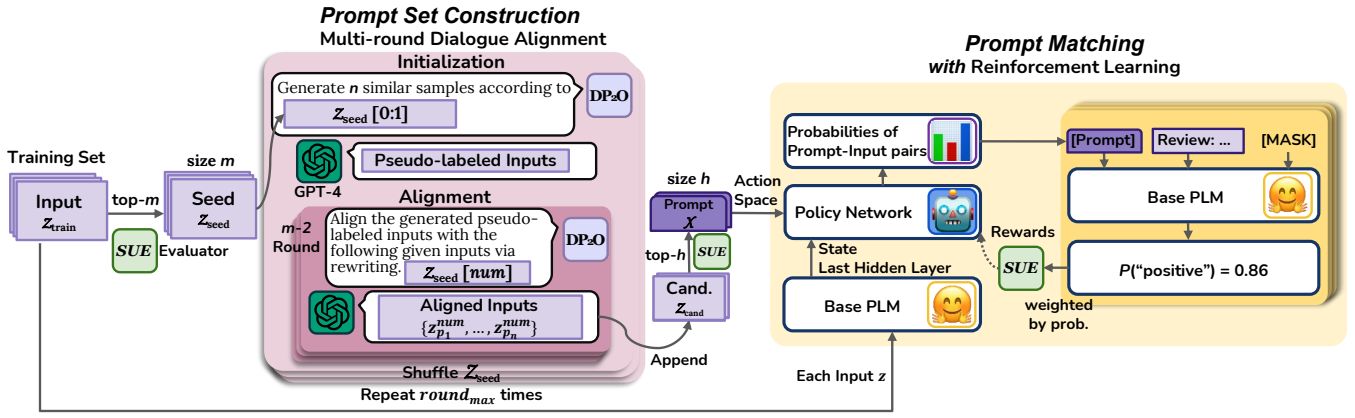 Prompt Set Construction
Multi-round Dialogue Alignment
Initialization
Generate n similar samples according to
Z_seed [0:1]
DP₂O
Pseudo-labeled Inputs
GPT-4
Alignment
m-2
Round
Align the generated pseudo-
labeled inputs with the
following given inputs via
rewriting.
Z_seed [num]
DP₂O
Aligned Inputs
{z_{p_1}^{num}, … , z_{p_n}^{num}}
Shuffle Z_seed
Repeat round_max times
Training Set
Input
Z_train
top-m
SUE
Evaluator
size m
Seed
Z_seed
size h
Prompt
χ
top-h
SUE
Cand.
Z_cand
Append
Action
Space
Prompt Matching
with Reinforcement Learning
Probabilities of
Prompt-Input pairs
Policy Network
State
Last Hidden Layer
Base PLM
Each Input z
[Prompt]
Review: ...
[MASK]
Base PLM
P("positive") = 0.86
Rewards
SUE
weighted
by prob.